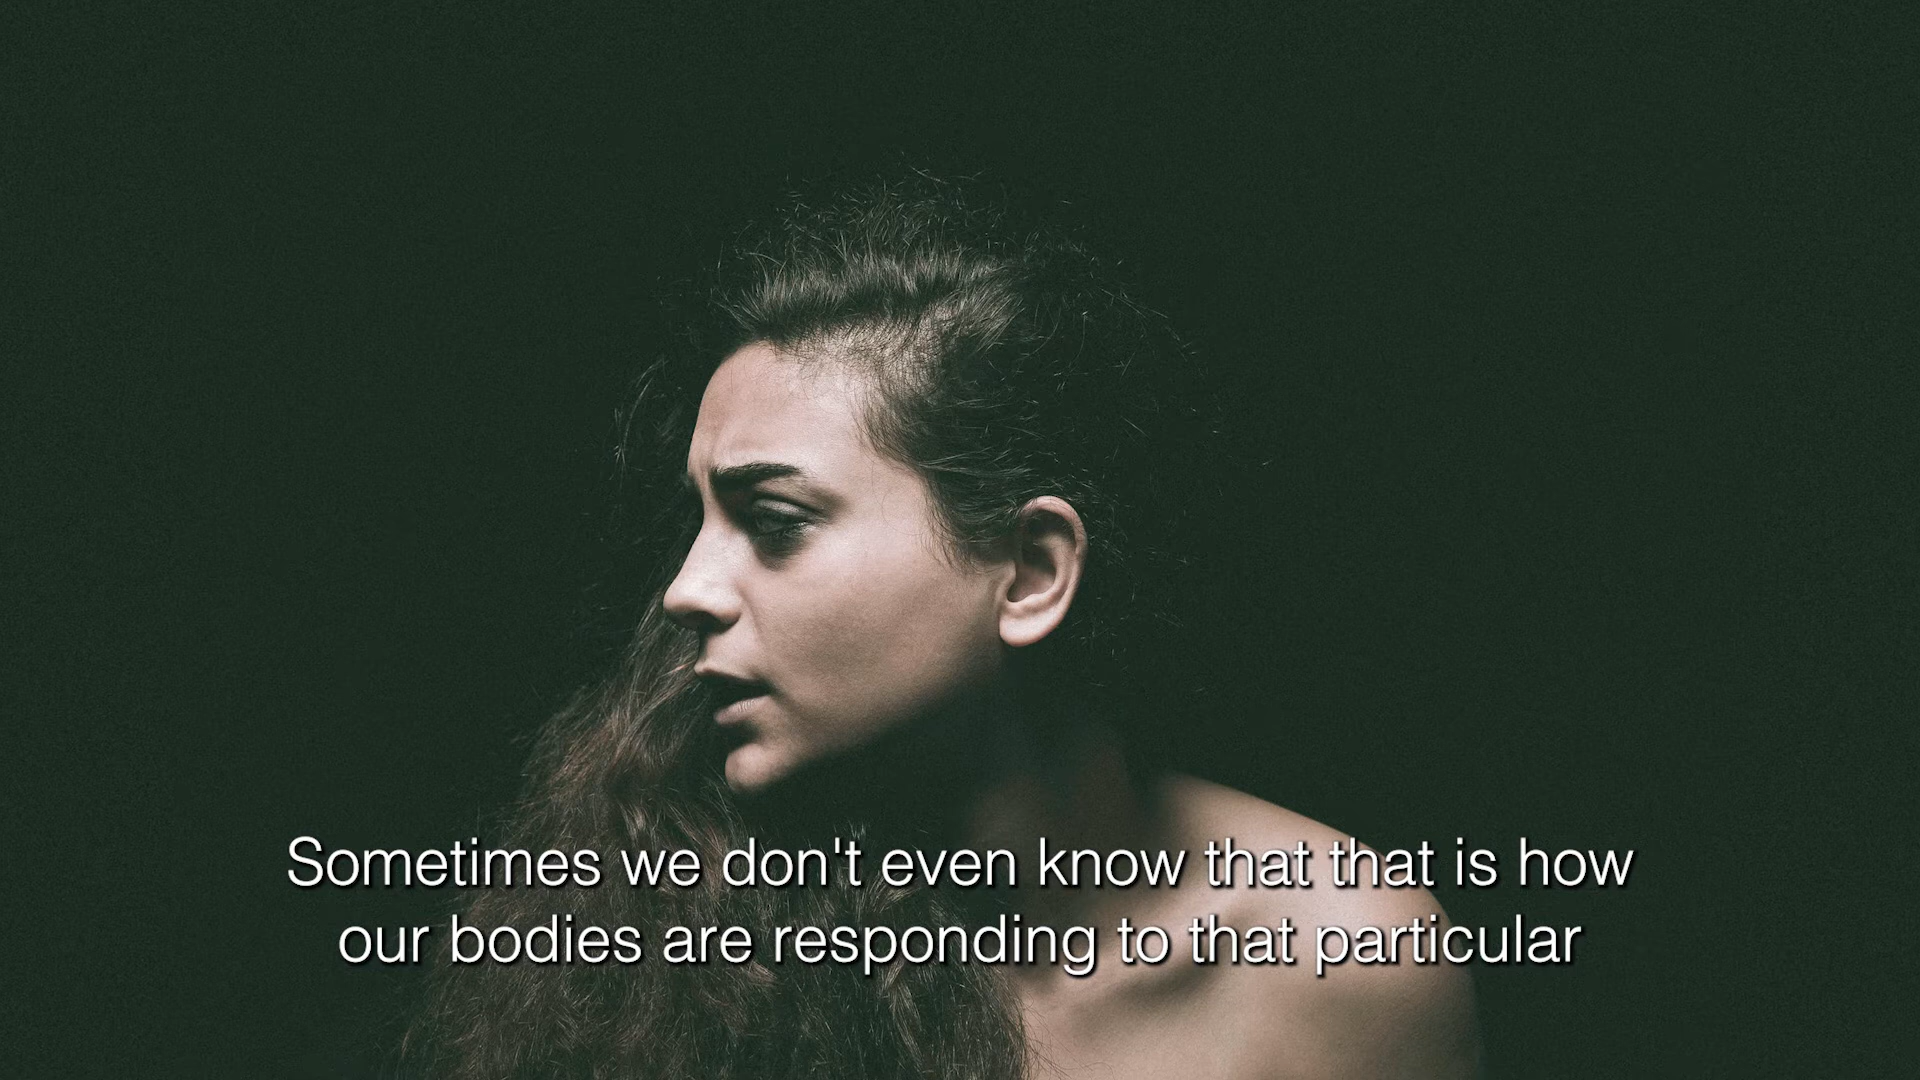 Sometimes we don't even know that that is how
our bodies are responding to that particular